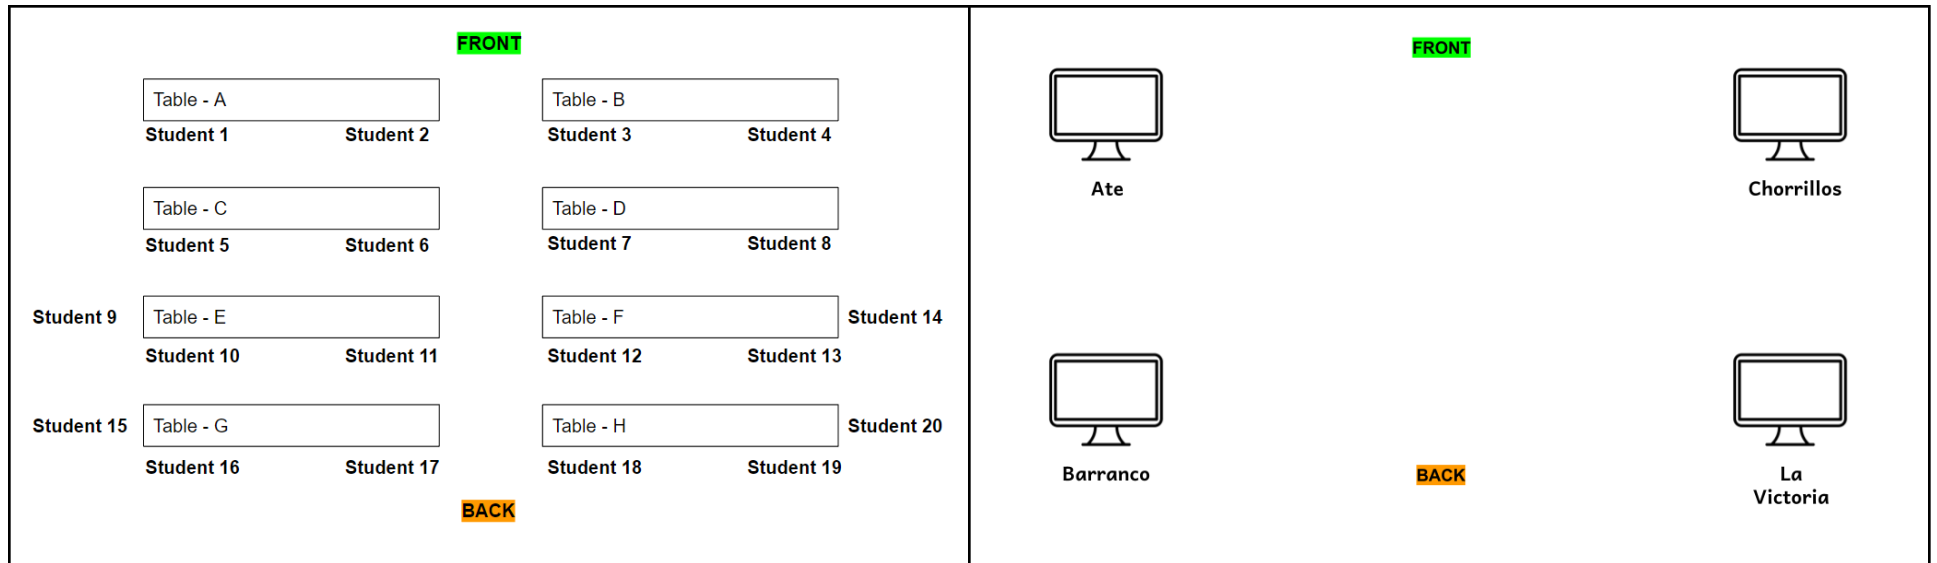 FRONT
Table - A
Table - B
Student 1
Student 2
Student 3
Student 4
Table - C
Table - D
Student 5
Student 6
Student 7
Student 8
Student 9
Table - E
Table - F
Student 14
Student 10
Student 11
Student 12
Student 13
Student 15
Table - G
Table - H
Student 20
Student 16
Student 17
Student 18
Student 19
BACK
FRONT
Ate
Chorrillos
Barranco
BACK
La
Victoria